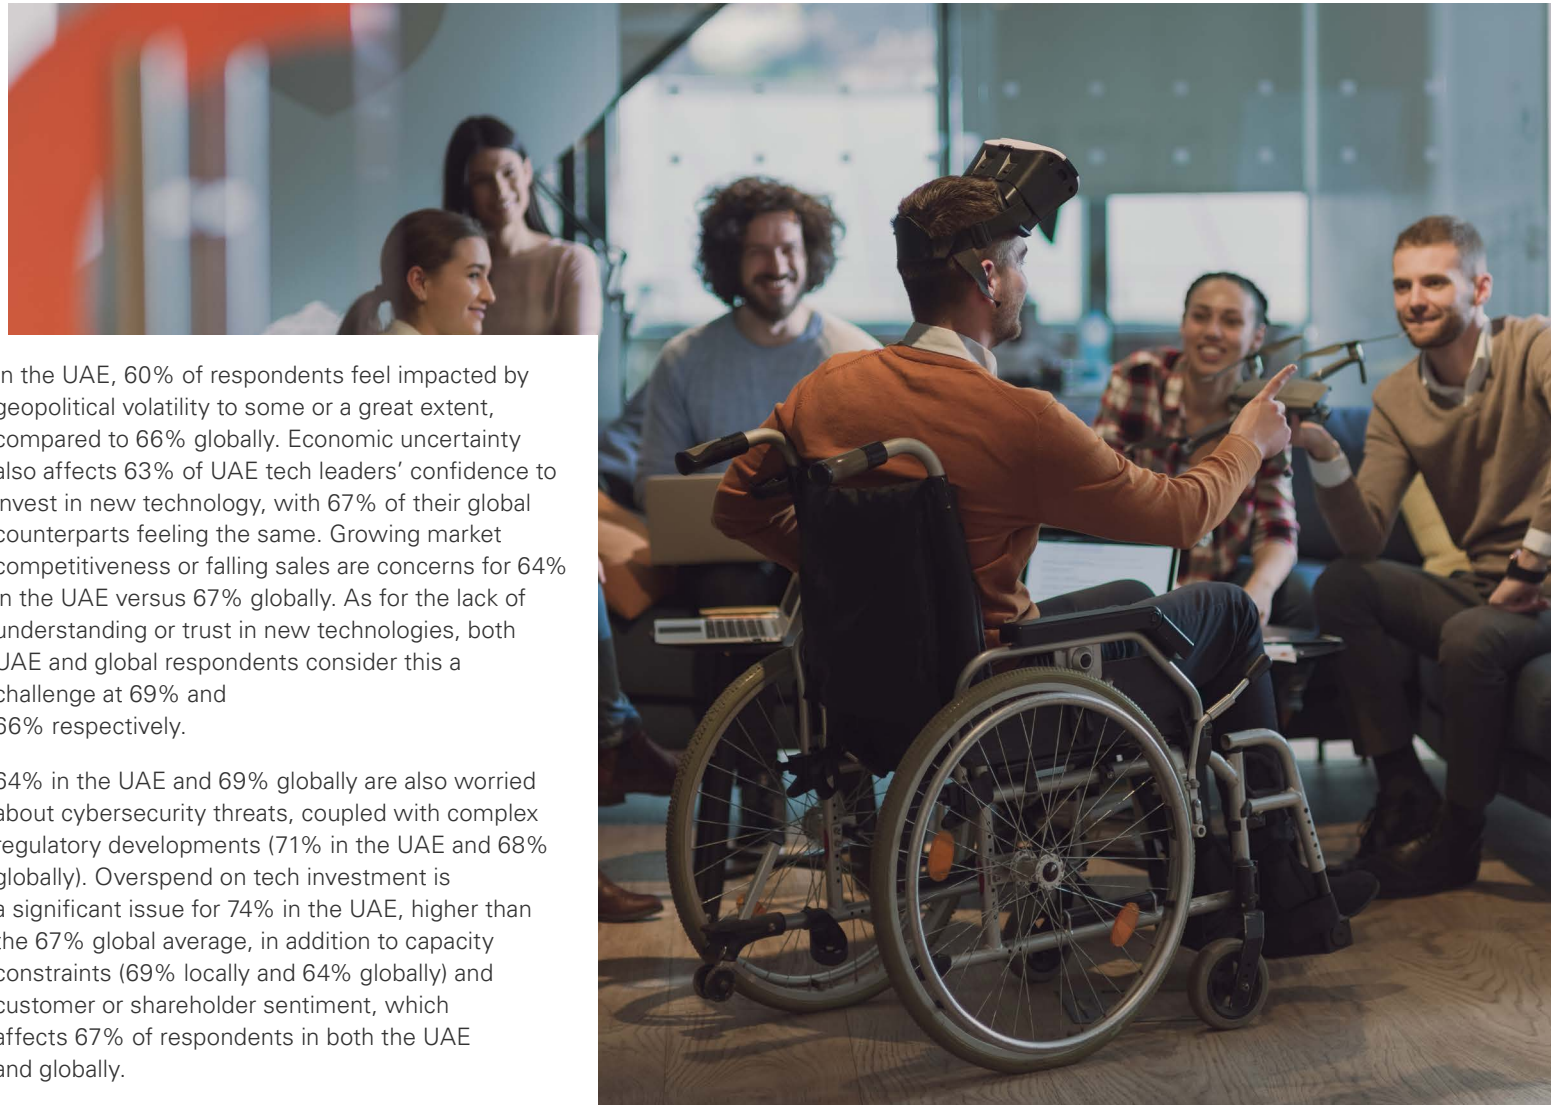 In the UAE, 60% of respondents feel impacted by
geopolitical volatility to some or a great extent,
compared to 66% globally. Economic uncertainty
also affects 63% of UAE tech leaders’ confidence to
invest in new technology, with 67% of their global
counterparts feeling the same. Growing market
competitiveness or falling sales are concerns for 64%
in the UAE versus 67% globally. As for the lack of
understanding or trust in new technologies, both
UAE and global respondents consider this a
challenge at 69% and
66% respectively.
64% in the UAE and 69% globally are also worried
about cybersecurity threats, coupled with complex
regulatory developments (71% in the UAE and 68%
globally). Overspend on tech investment is
a significant issue for 74% in the UAE, higher than
the 67% global average, in addition to capacity
constraints (69% locally and 64% globally) and
customer or shareholder sentiment, which
affects 67% of respondents in both the UAE
and globally.